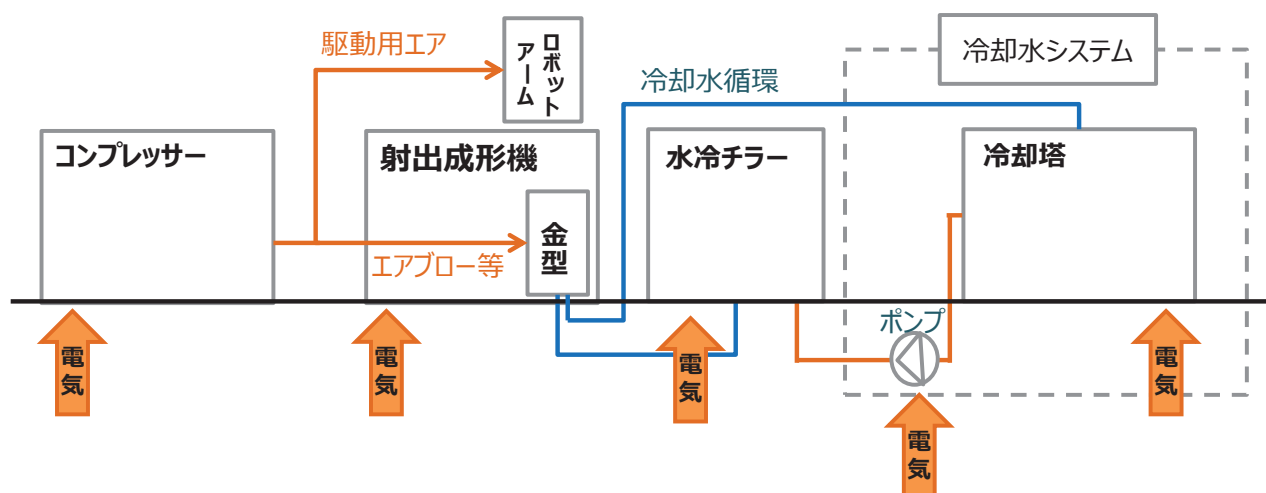 駆動用エア
ロボット
アーム
冷却水システム
冷却水循環
コンプレッサー
射出成形機
水冷チラー
冷却塔
金型
エアブロー等
ポンプ
電気
電気
電気
電気
電気